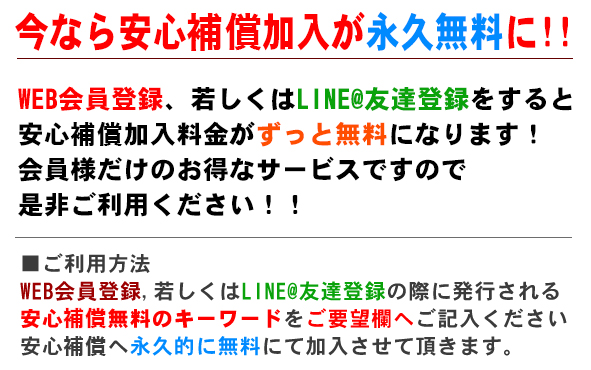 今なら安心補償加入が永久無料に!!
WEB会員登録、若しくはLINE@友達登録をすると
安心補償加入料金がずっと無料になります！
会員様だけのお得なサービスですので
是非ご利用ください！！
■ご利用方法
WEB会員登録,若しくはLINE@友達登録の際に発行される
安心補償無料のキーワードをご要望欄へご記入ください
安心補償へ永久的に無料にて加入させて頂きます。